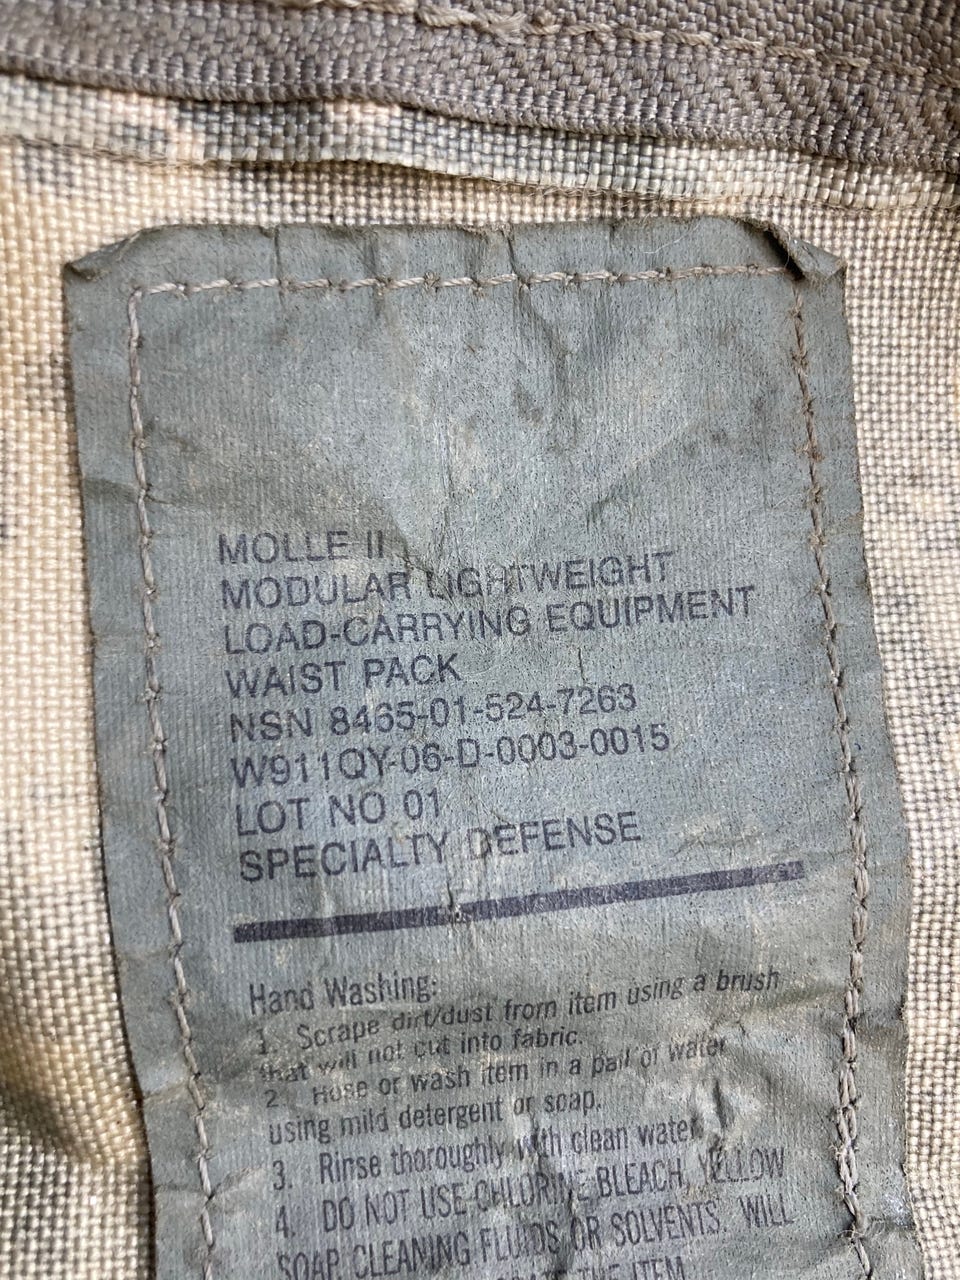 MOLLE II
MODULAR LIGHTWEIGHT
LOAD-CARRYING EQUIPMENT
WAIST PACK
NSN 8465-01-524-7263
W911QY-06-D-0003-0015
LOT NO 01
SPECIALTY DEFENSE
Hand Washing:
1. Scrape dirt/dust from item using a brush
that will not cut into fabric.
2. Hose or wash item in a pail of water
using mild detergent or soap.
3. Rinse thoroughly with clean water.
4. DO NOT USE CHLORINE BLEACH, YELLOW
SOAP, CLEANING FLUIDS OR SOLVENTS. WILL
THE ITEM